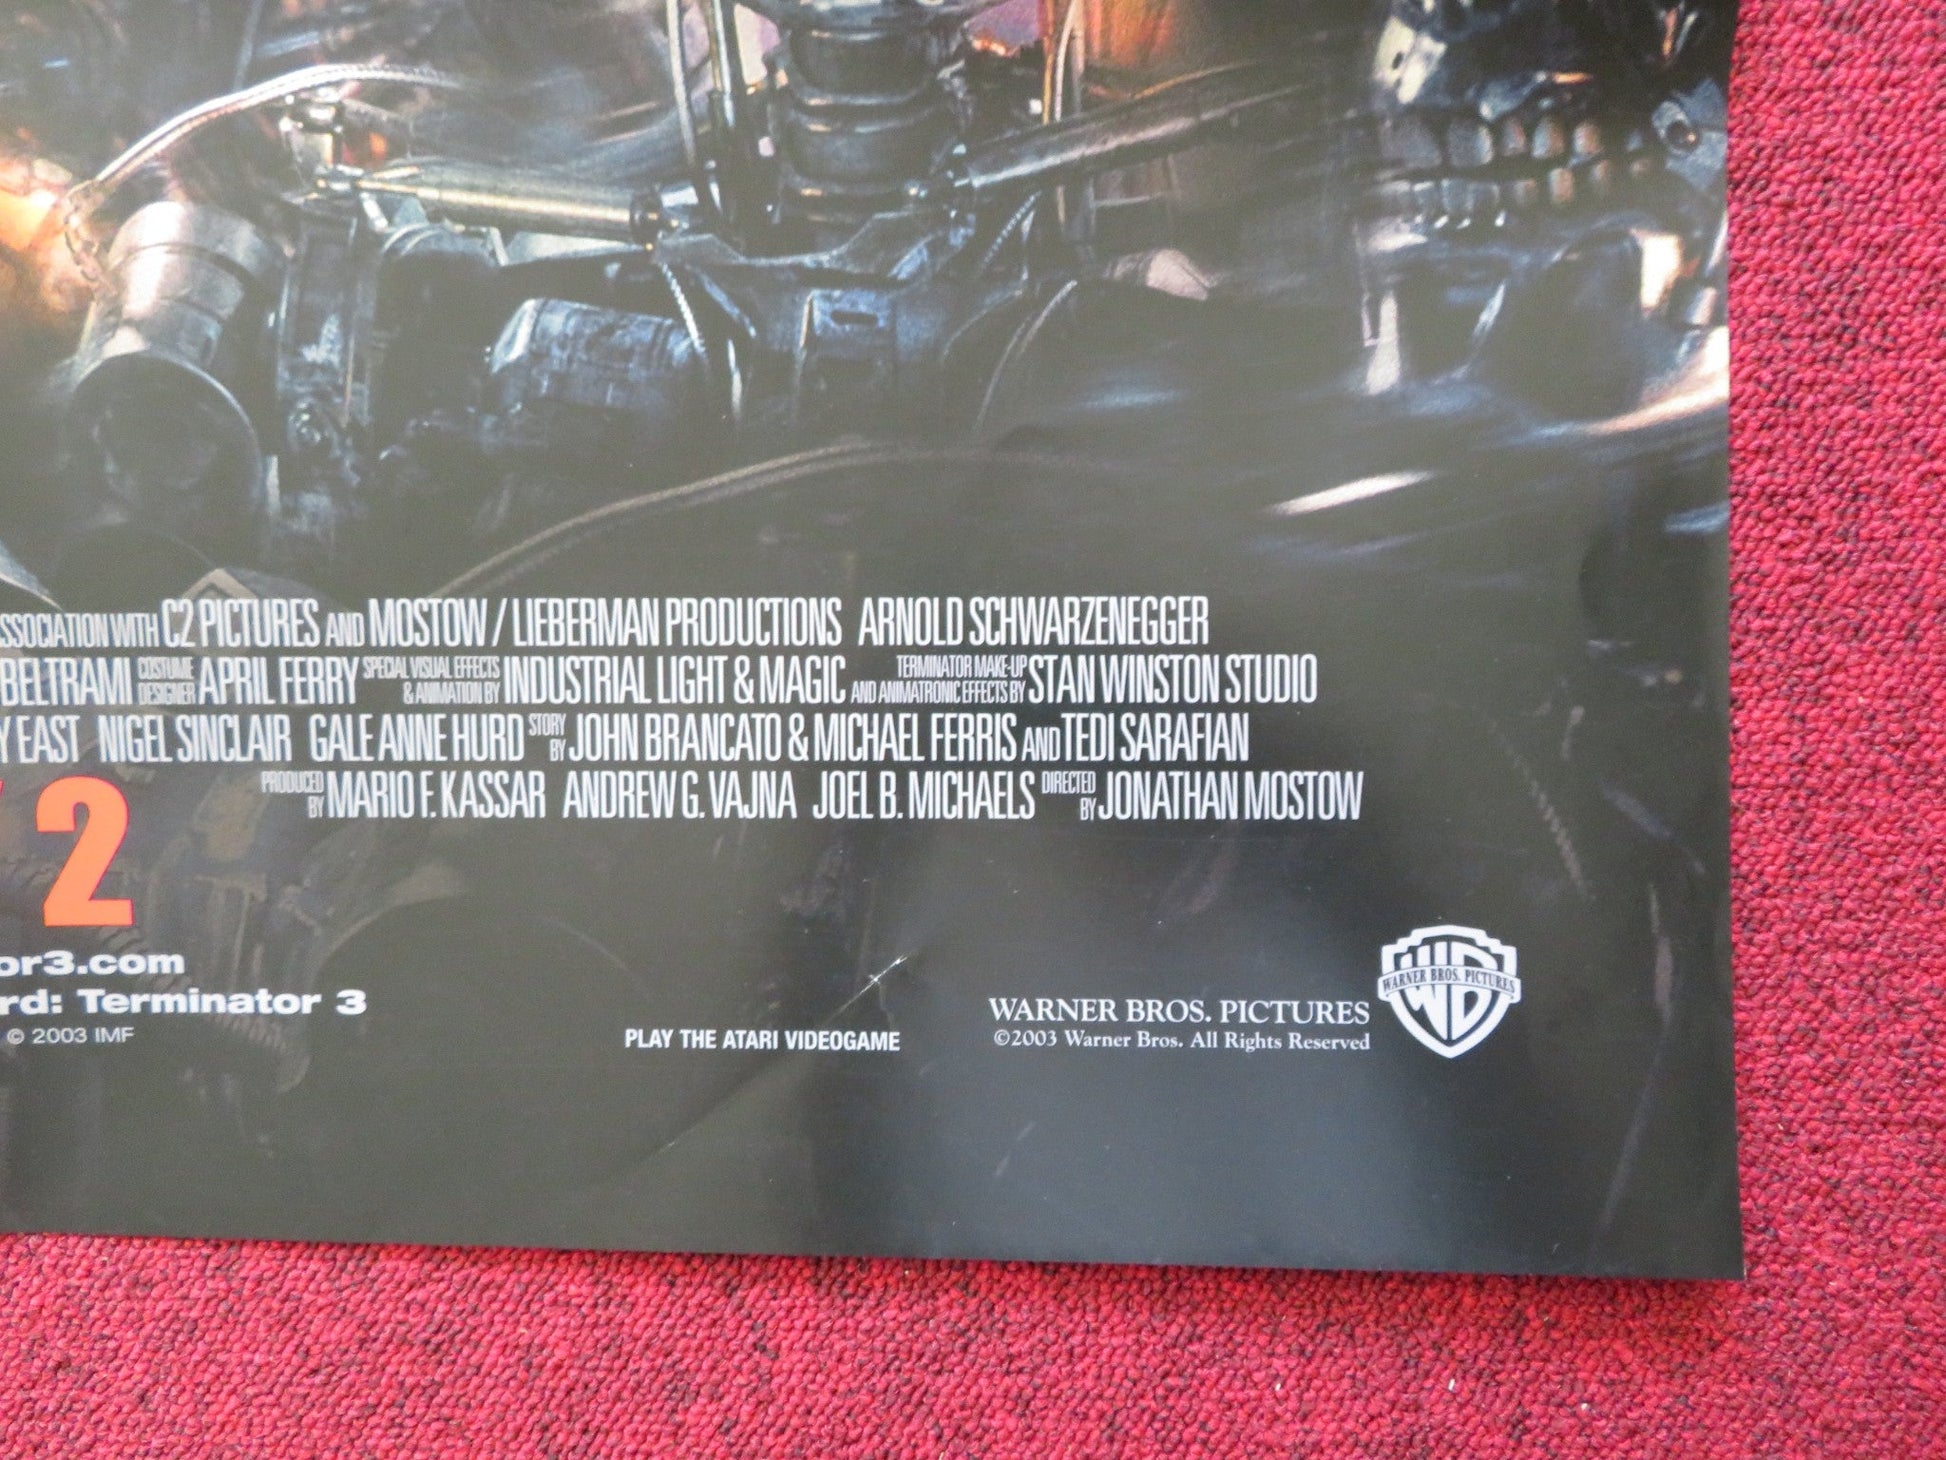 SSOCIATION WITH C2 PICTURES AND MOSTOW / LIEBERMAN PRODUCTIONS ARNOLD SCHWARZENEGGER
BELTRAMI COSTUME DESIGNER APRIL FERRY SPECIAL VISUAL EFFECTS & ANIMATION BY INDUSTRIAL LIGHT & MAGIC TERMINATOR MAKE-UP AND ANIMATRONIC EFFECTS BY STAN WINSTON STUDIO
Y EAST NIGEL SINCLAIR GALE ANNE HURD STORY BY JOHN BRANCATO & MICHAEL FERRIS AND TEDI SARAFIAN
PRODUCED BY MARIO F. KASSAR ANDREW G. VAJNA JOEL B. MICHAELS DIRECTED BY JONATHAN MOSTOW
2
or3.com
rd: Terminator 3
© 2003 IMF
PLAY THE ATARI VIDEOGAME
WARNER BROS. PICTURES
©2003 Warner Bros. All Rights Reserved
WARNER BROS. PICTURES